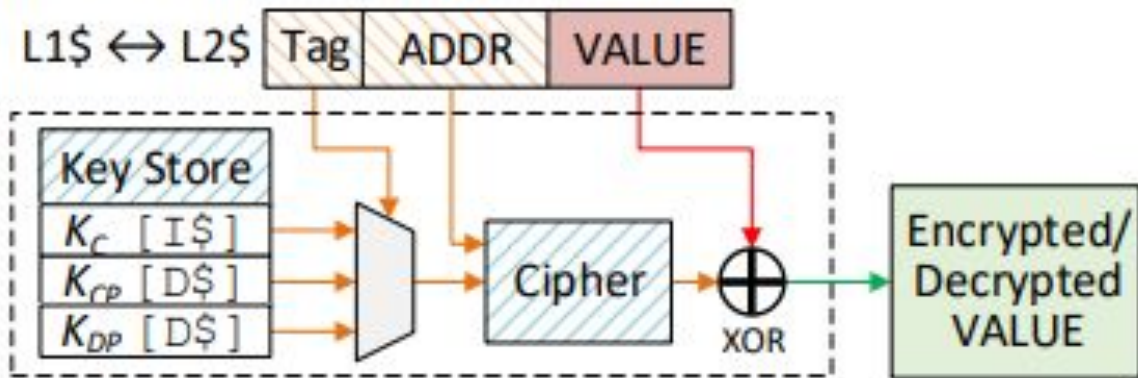 L1$ ↔ L2$ Tag ADDR VALUE
Key Store
K_C [I$]
K_CP [D$]
K_DP [D$]
Cipher
XOR
Encrypted/
Decrypted
VALUE